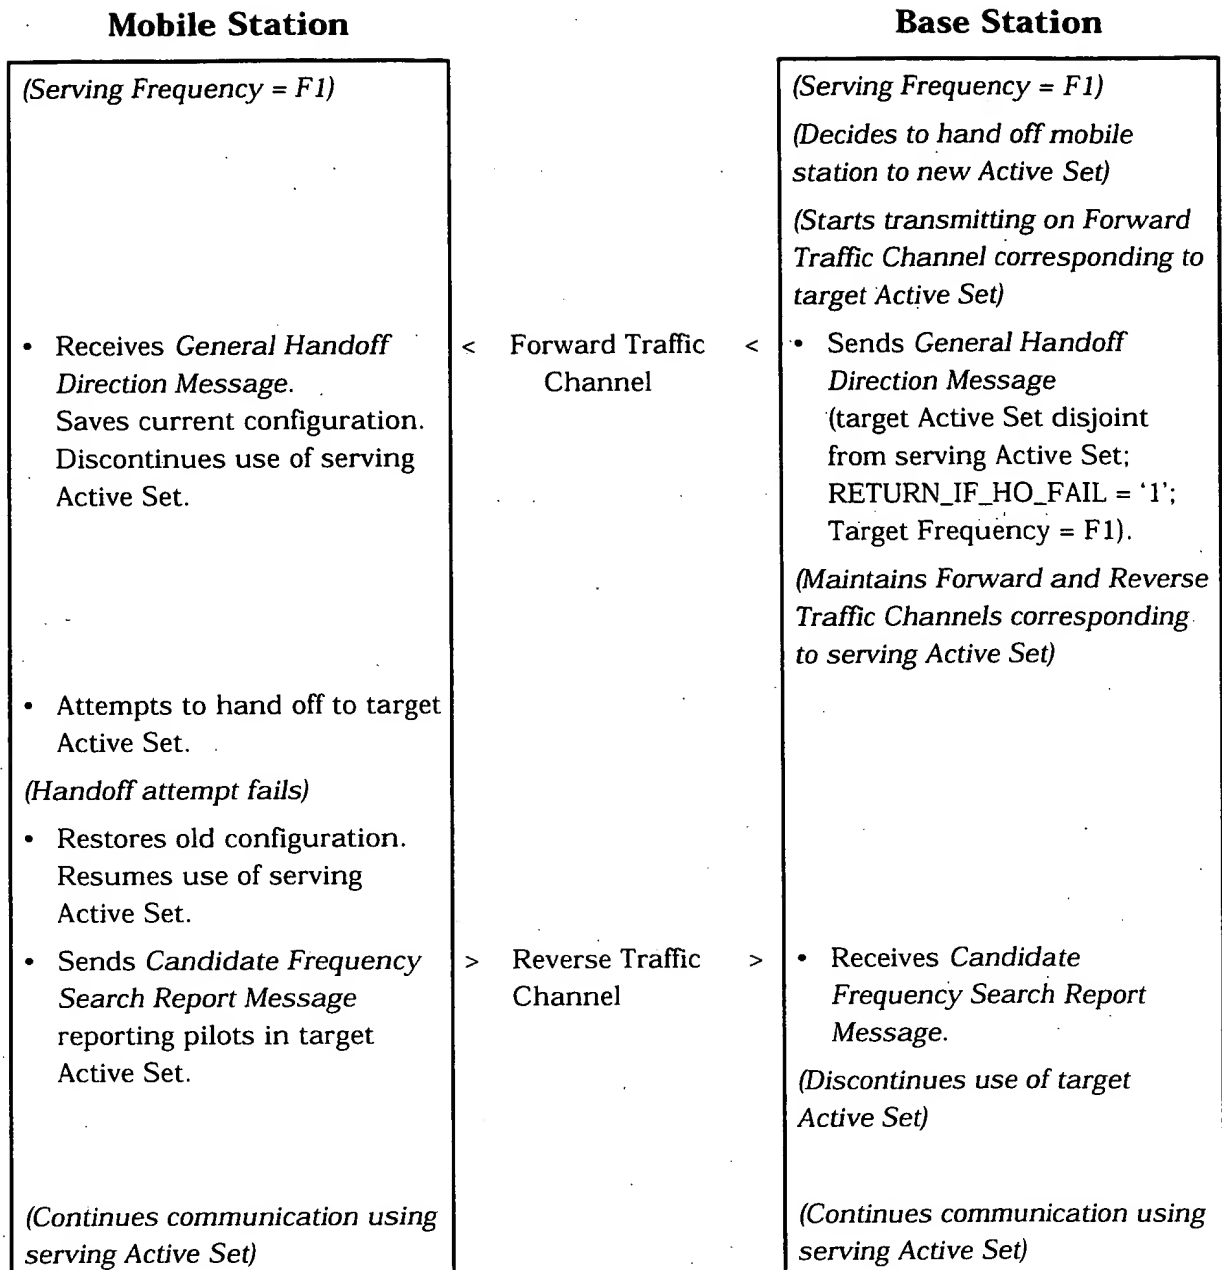 Mobile Station
Base Station
(Serving Frequency = F1)
(Serving Frequency = F1)
(Decides to hand off mobile
station to new Active Set)
(Starts transmitting on Forward
Traffic Channel corresponding to
target Active Set)
• Receives General Handoff
Direction Message.
Saves current configuration.
Discontinues use of serving
Active Set.
< Forward Traffic <
Channel
• Sends General Handoff
Direction Message
(target Active Set disjoint
from serving Active Set;
RETURN_IF_HO_FAIL = ‘1’;
Target Frequency = F1).
(Maintains Forward and Reverse
Traffic Channels corresponding
to serving Active Set)
• Attempts to hand off to target
Active Set.
(Handoff attempt fails)
• Restores old configuration.
Resumes use of serving
Active Set.
• Sends Candidate Frequency
Search Report Message
reporting pilots in target
Active Set.
> Reverse Traffic >
Channel
• Receives Candidate
Frequency Search Report
Message.
(Discontinues use of target
Active Set)
(Continues communication using
serving Active Set)
(Continues communication using
serving Active Set)